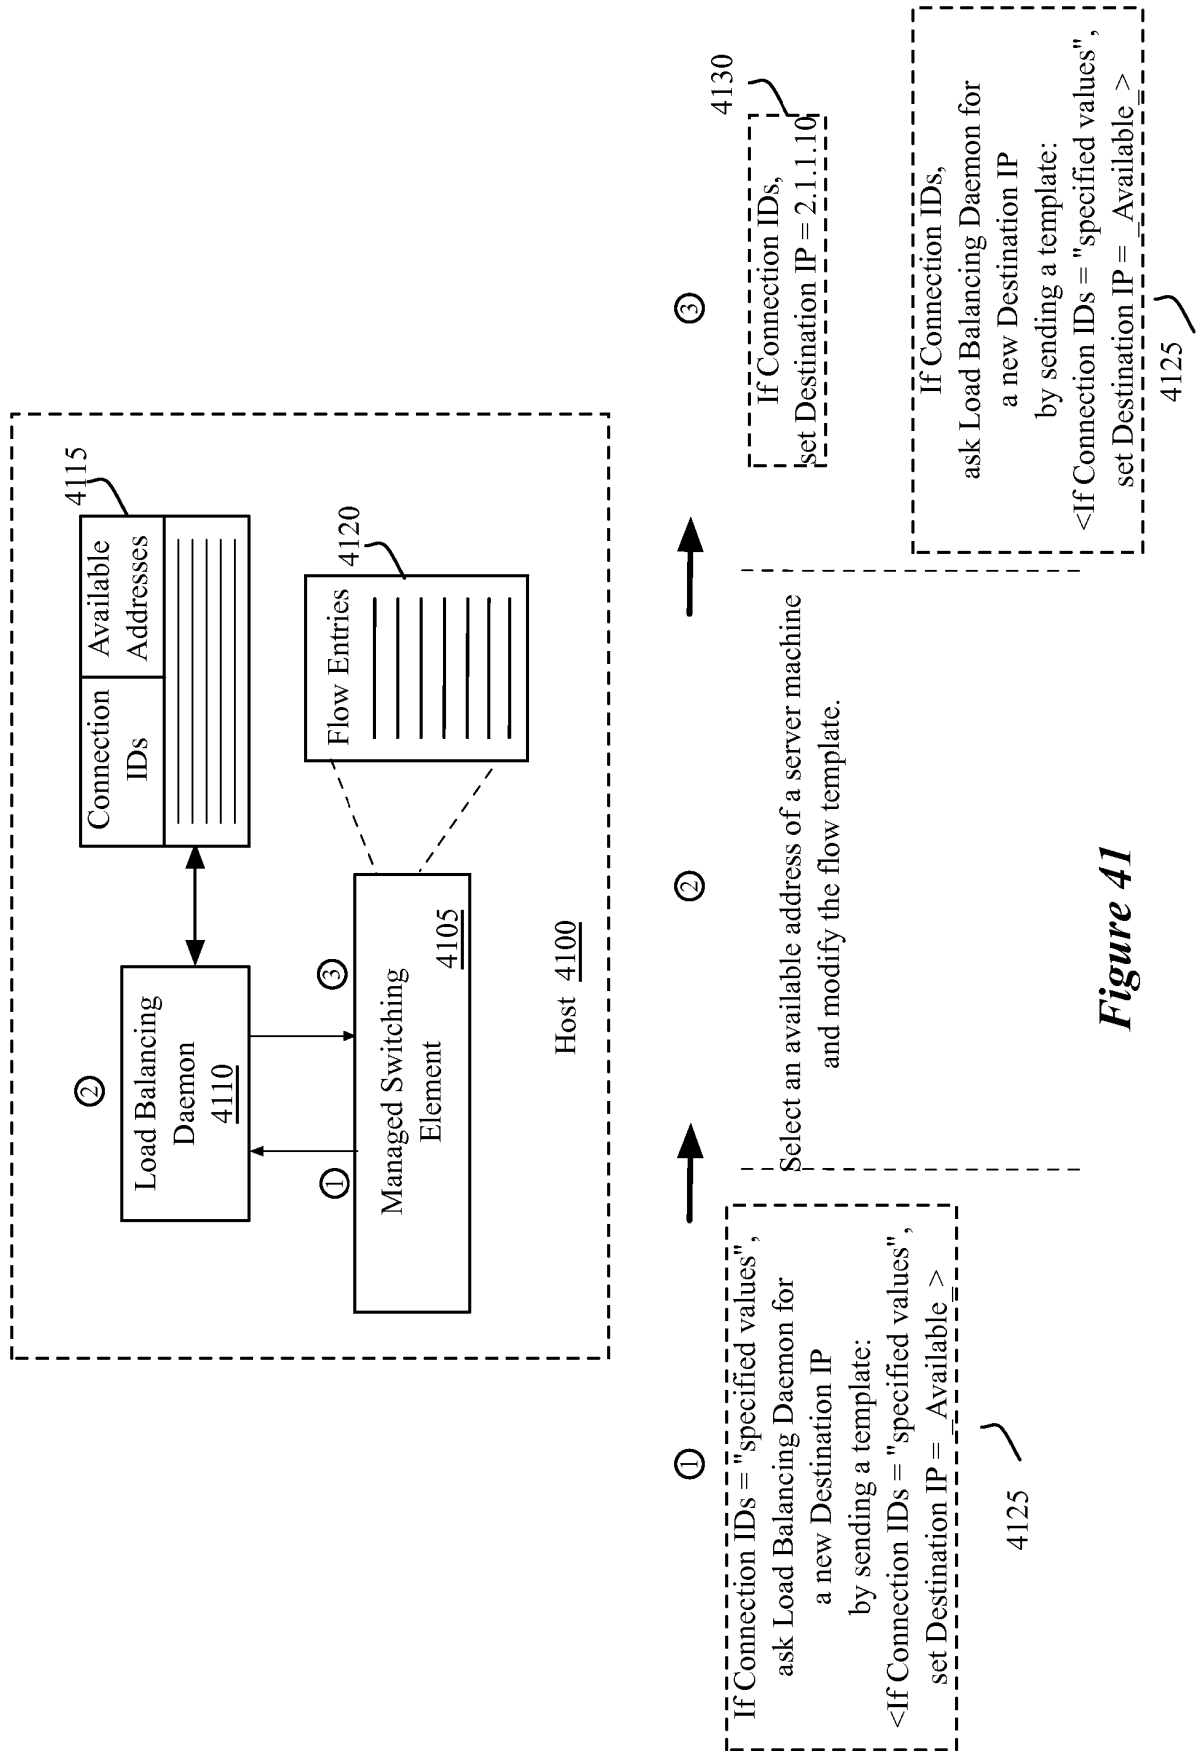 ②
Load Balancing
Daemon
4110
Connection
IDs
Available
Addresses
4115
①
③
Managed Switching
Element
4105
Flow Entries
4120
Host 4100
①
②
③
If Connection IDs = "specified values",
ask Load Balancing Daemon for
a new Destination IP
by sending a template:
<If Connection IDs = "specified values",
set Destination IP = _Available_>
4125
Select an available address of a server machine
and modify the flow template.
4130
If Connection IDs,
set Destination IP = 2.1.1.10
If Connection IDs,
ask Load Balancing Daemon for
a new Destination IP
by sending a template:
<If Connection IDs = "specified values",
set Destination IP = _Available_>
4125
Figure 41